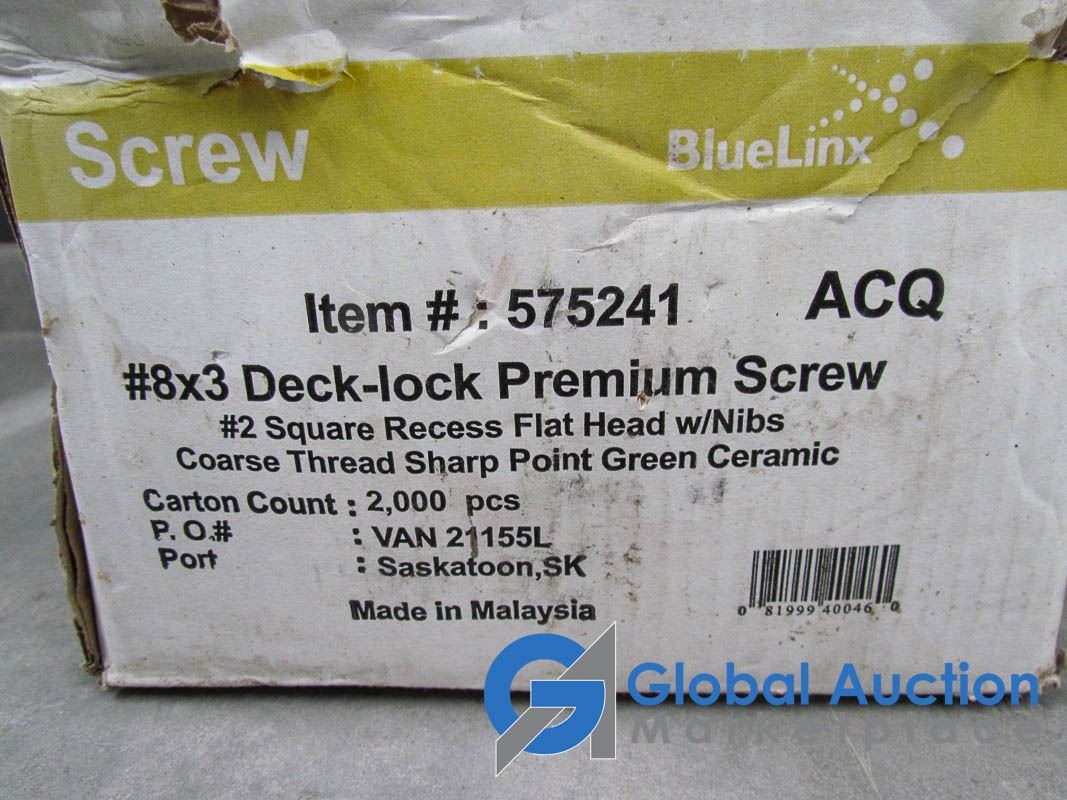 Screw
BlueLinx
Item # : 575241 ACQ
#8x3 Deck-lock Premium Screw
#2 Square Recess Flat Head w/Nibs
Coarse Thread Sharp Point Green Ceramic
Carton Count : 2,000 pcs
P. O.# : VAN 21155L
Port : Saskatoon,SK
Made in Malaysia
0 81999 40046 0
Global Auction
Marketplace